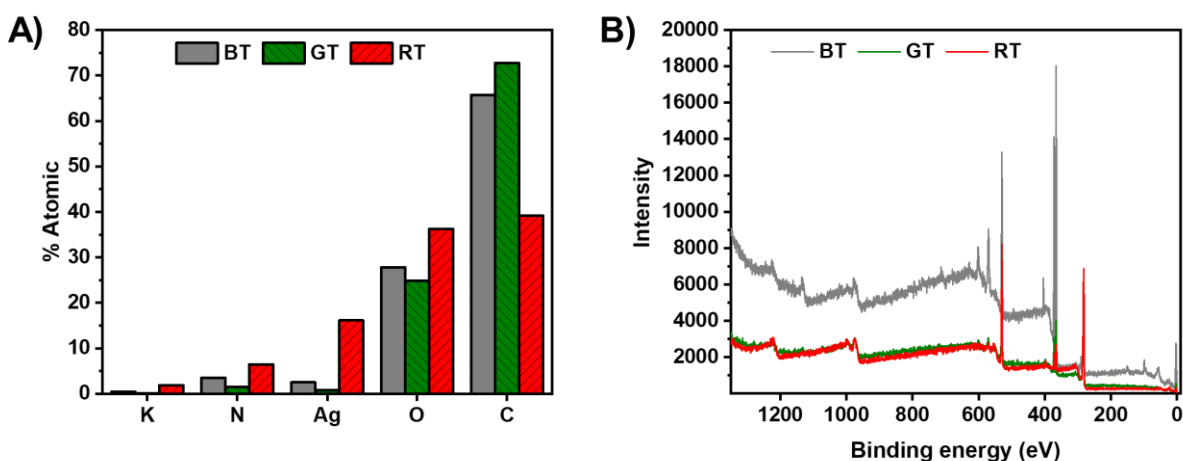 A)
BT GT RT
% Atomic
80
70
60
50
40
30
20
10
0
K N Ag O C
B)
BT GT RT
Intensity
20000
18000
16000
14000
12000
10000
8000
6000
4000
2000
1200 1000 800 600 400 200 0
Binding energy (eV)